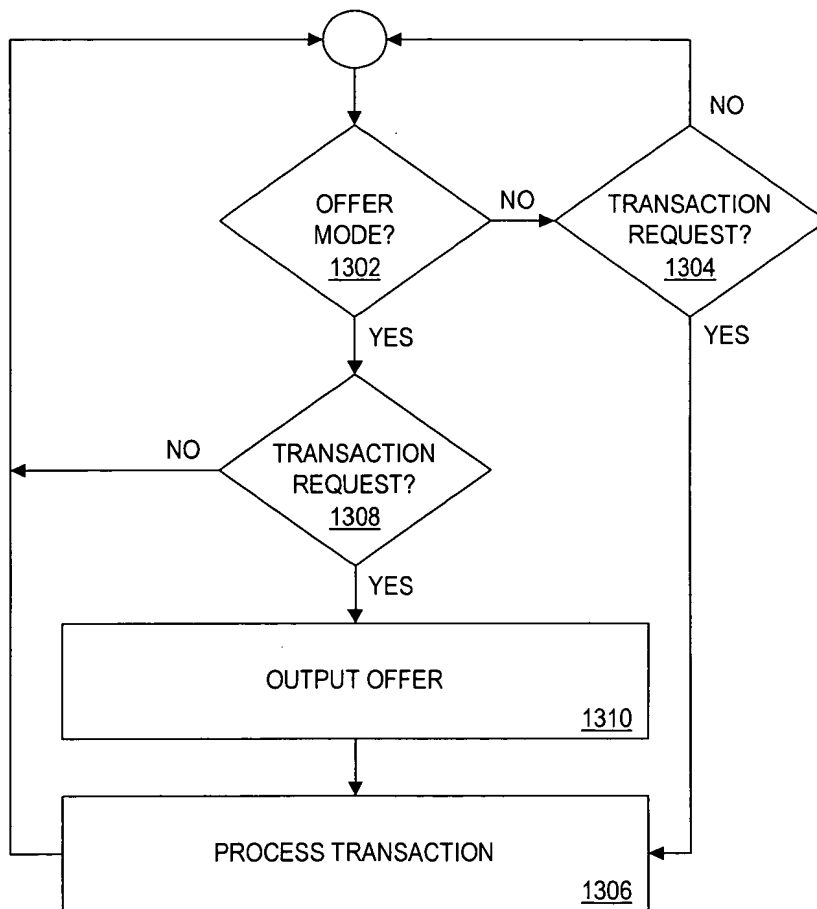 NO
OFFER
MODE?
1302
NO
TRANSACTION
REQUEST?
1304
YES
YES
NO
TRANSACTION
REQUEST?
1308
YES
OUTPUT OFFER
1310
PROCESS TRANSACTION
1306